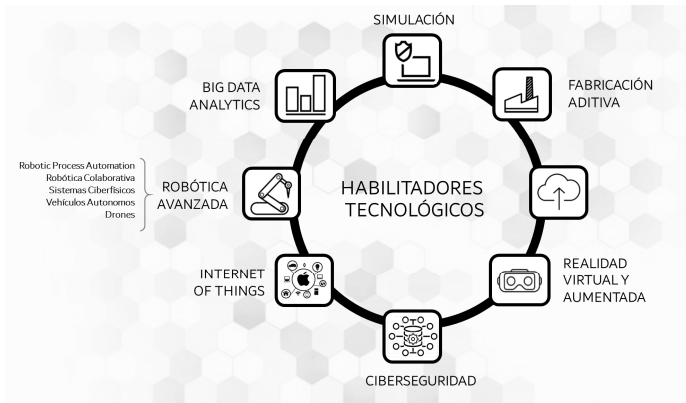 SIMULACIÓN
BIG DATA
ANALYTICS
FABRICACIÓN
ADITIVA
Robotic Process Automation
Robótica Colaborativa
Sistemas Ciberfísicos
Vehículos Autonomos
Drones
ROBÓTICA
AVANZADA
HABILITADORES
TECNOLÓGICOS
INTERNET
OF THINGS
REALIDAD
VIRTUAL Y
AUMENTADA
CIBERSEGURIDAD